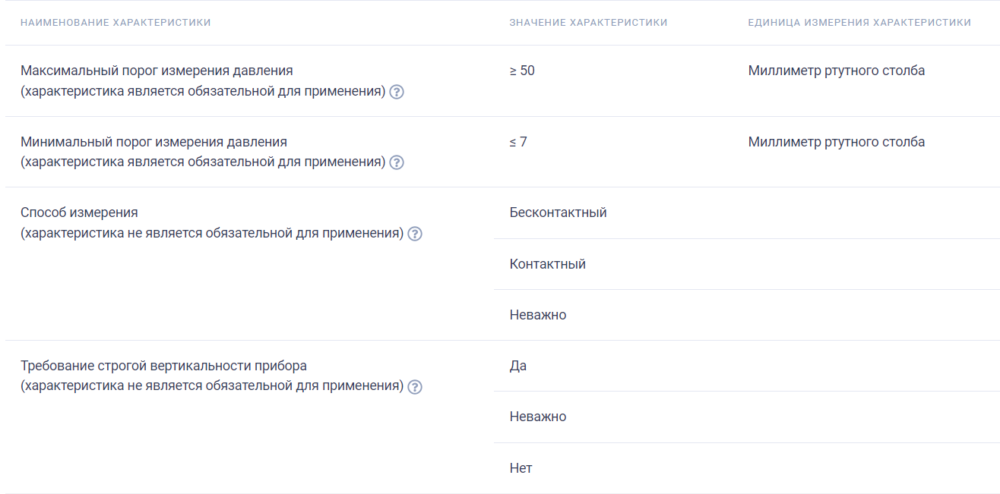 НАИМЕНОВАНИЕ ХАРАКТЕРИСТИКИ ЗНАЧЕНИЕ ХАРАКТЕРИСТИКИ ЕДИНИЦА ИЗМЕРЕНИЯ ХАРАКТЕРИСТИКИ
Максимальный порог измерения давления ≥ 50 Миллиметр ртутного столба
(характеристика является обязательной для применения) ?
Минимальный порог измерения давления ≤ 7 Миллиметр ртутного столба
(характеристика является обязательной для применения) ?
Способ измерения Бесконтактный
(характеристика не является обязательной для применения) ?
Контактный
Неважно
Требование строгой вертикальности прибора Да
(характеристика не является обязательной для применения) ?
Неважно
Нет